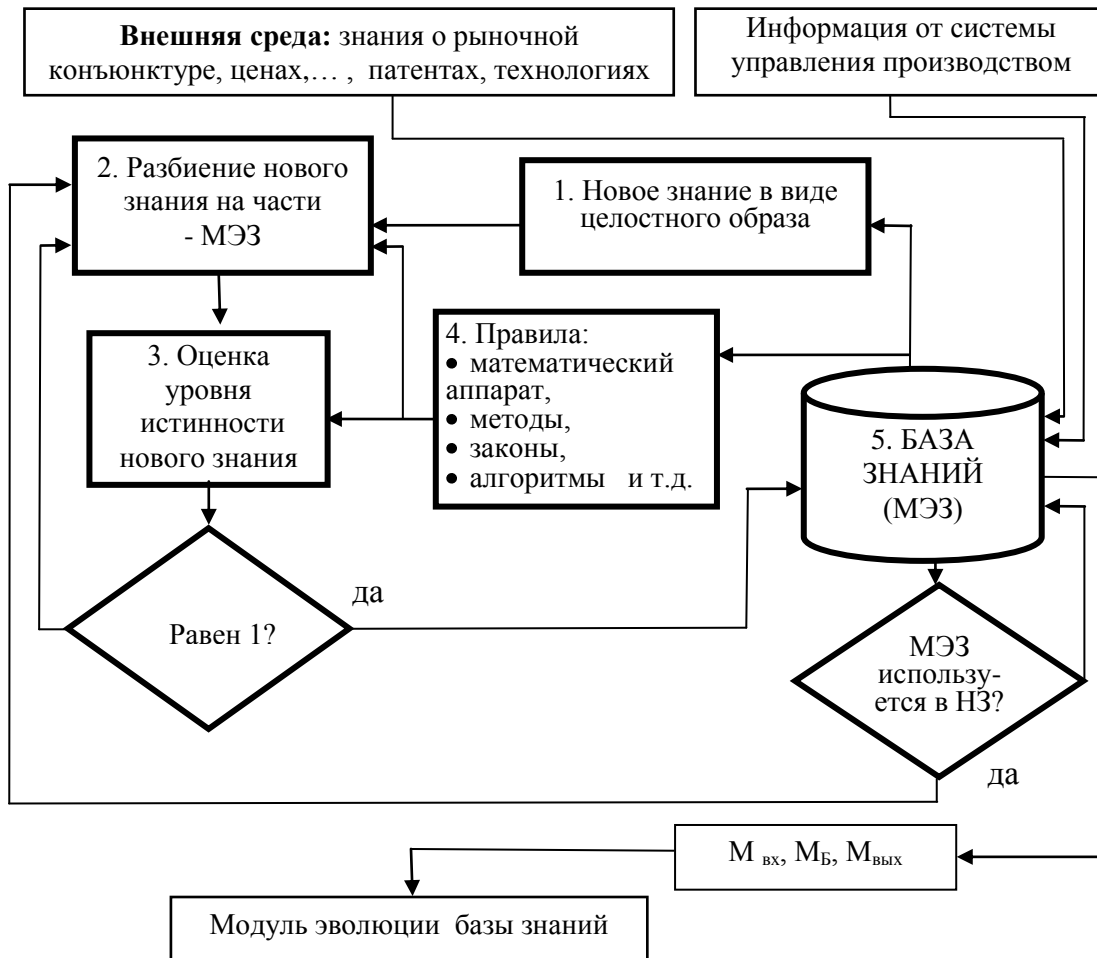 Внешняя среда: знания о рыночной
конъюнктуре, ценах,… , патентах, технологиях
Информация от системы
управления производством
2. Разбиение нового
знания на части
- МЭЗ
1. Новое знание в виде
целостного образа
3. Оценка
уровня
истинности
нового знания
4. Правила:
• математический
аппарат,
• методы,
• законы,
• алгоритмы и т.д.
5. БАЗА
ЗНАНИЙ
(МЭЗ)
да
Равен 1?
МЭЗ
использу-
ется в НЗ?
да
М вх, МБ, Мвых
Модуль эволюции базы знаний